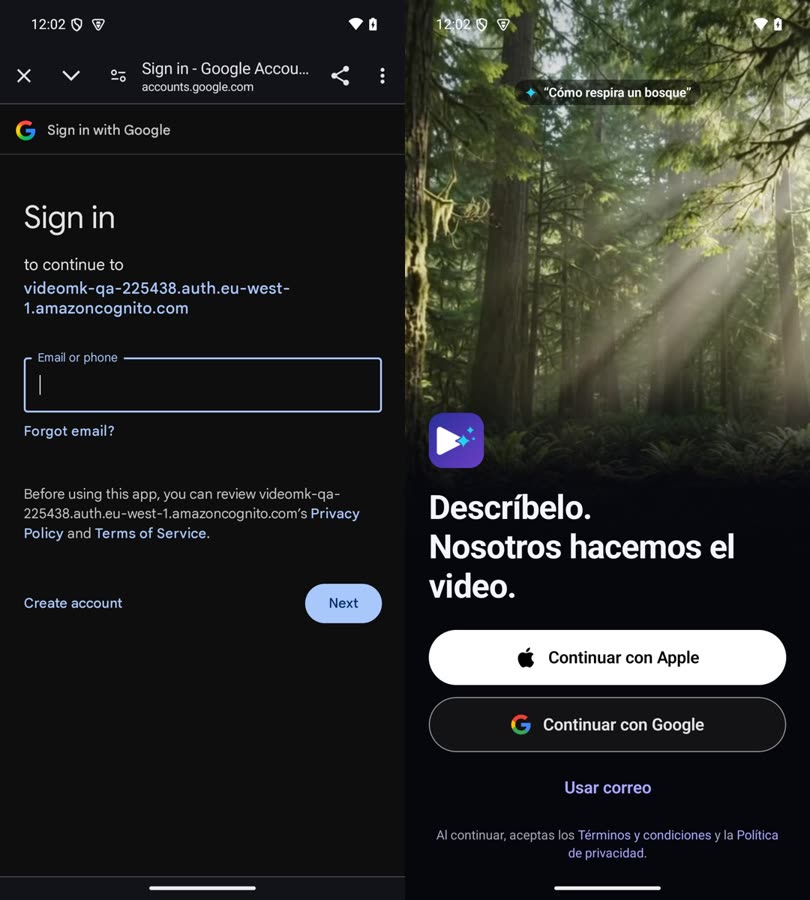 12:02
Sign in - Google Accou...
accounts.google.com
Sign in with Google
Sign in
to continue to
videomk-qa-225438.auth.eu-west-
1.amazoncognito.com
Email or phone
Forgot email?
Before using this app, you can review videomk-qa-
225438.auth.eu-west-1.amazoncognito.com’s Privacy
Policy and Terms of Service.
Create account
Next
12:02
“Cómo respira un bosque”
Descríbelo.
Nosotros hacemos el
video.
Continuar con Apple
Continuar con Google
Usar correo
Al continuar, aceptas los Términos y condiciones y la Política
de privacidad.